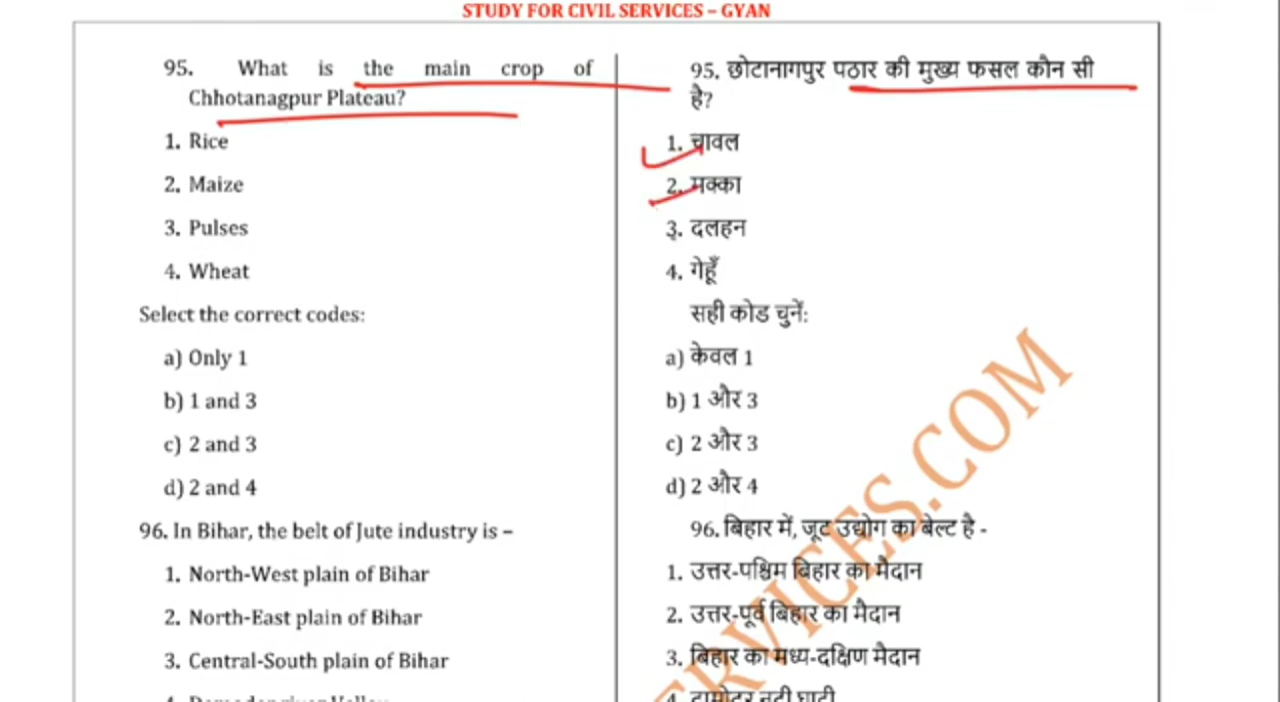 STUDY FOR CIVIL SERVICES – GYAN
95. What is the main crop of
Chhotanagpur Plateau?
1. Rice
2. Maize
3. Pulses
4. Wheat
Select the correct codes:
a) Only 1
b) 1 and 3
c) 2 and 3
d) 2 and 4
96. In Bihar, the belt of Jute industry is –
1. North-West plain of Bihar
2. North-East plain of Bihar
3. Central-South plain of Bihar
95. छोटानागपुर पठार की मुख्य फसल कौन सी
है?
1. चावल
2. मक्का
3. दलहन
4. गेहूँ
सही कोड चुनें:
a) केवल 1
b) 1 और 3
c) 2 और 3
d) 2 और 4
96. बिहार में, जूट उद्योग का बेल्ट है -
1. उत्तर-पश्चिम बिहार का मैदान
2. उत्तर-पूर्व बिहार का मैदान
3. बिहार का मध्य-दक्षिण मैदान
ERVICES.COM